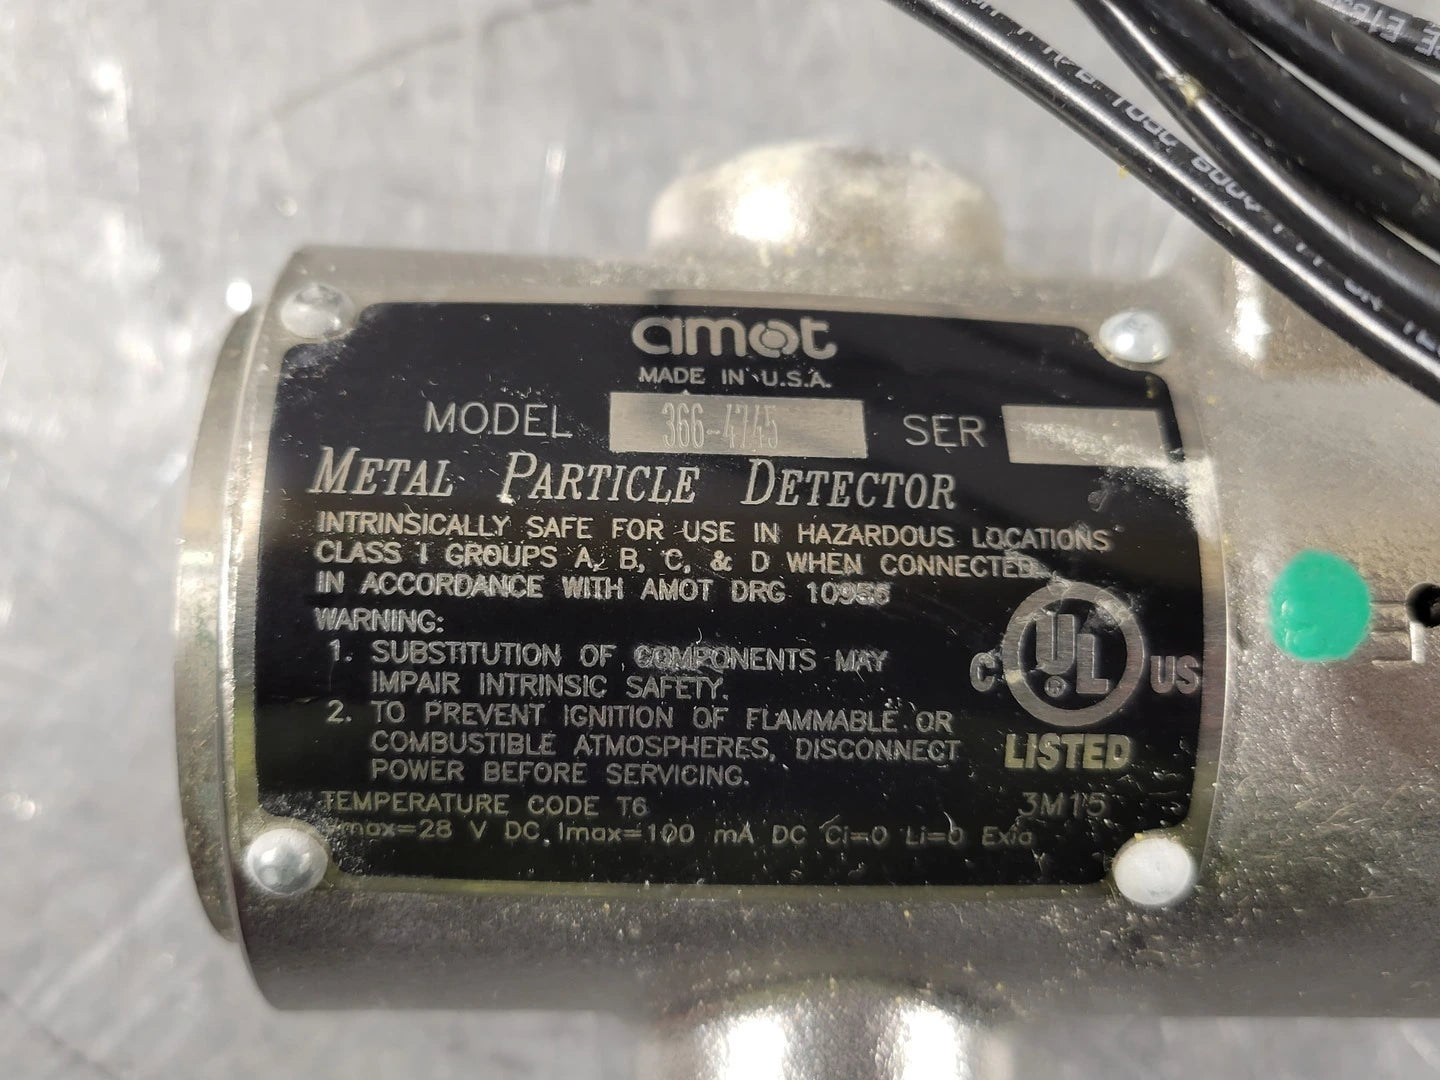 amot
MADE IN U.S.A.
MODEL 366-4745 SER
METAL PARTICLE DETECTOR
INTRINSICALLY SAFE FOR USE IN HAZARDOUS LOCATIONS
CLASS I GROUPS A, B, C, & D WHEN CONNECTED
IN ACCORDANCE WITH AMOT DRG 10955
WARNING:
1. SUBSTITUTION OF COMPONENTS MAY
IMPAIR INTRINSIC SAFETY.
2. TO PREVENT IGNITION OF FLAMMABLE OR
COMBUSTIBLE ATMOSPHERES, DISCONNECT
POWER BEFORE SERVICING.
C UL ® US
LISTED
3M15
TEMPERATURE CODE T6
Vmax=28 V DC. Imax=100 mA DC Ci=0 Li=0 Exia
105C 600V